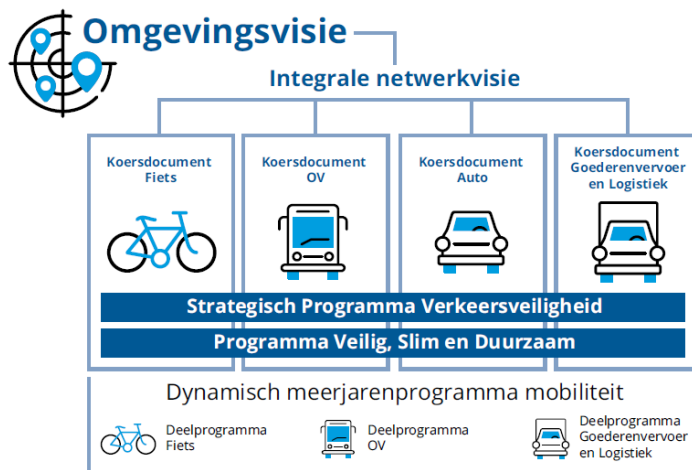 Omgevingsvisie
Integrale netwerkvisie
Koersdocument
Fiets
Koersdocument
OV
Koersdocument
Auto
Koersdocument
Goederenvervoer
en Logistiek
Strategisch Programma Verkeersveiligheid
Programma Veilig, Slim en Duurzaam
Dynamisch meerjarenprogramma mobiliteit
Deelprogramma
Fiets
Deelprogramma
OV
Deelprogramma
Goederenvervoer
en Logistiek